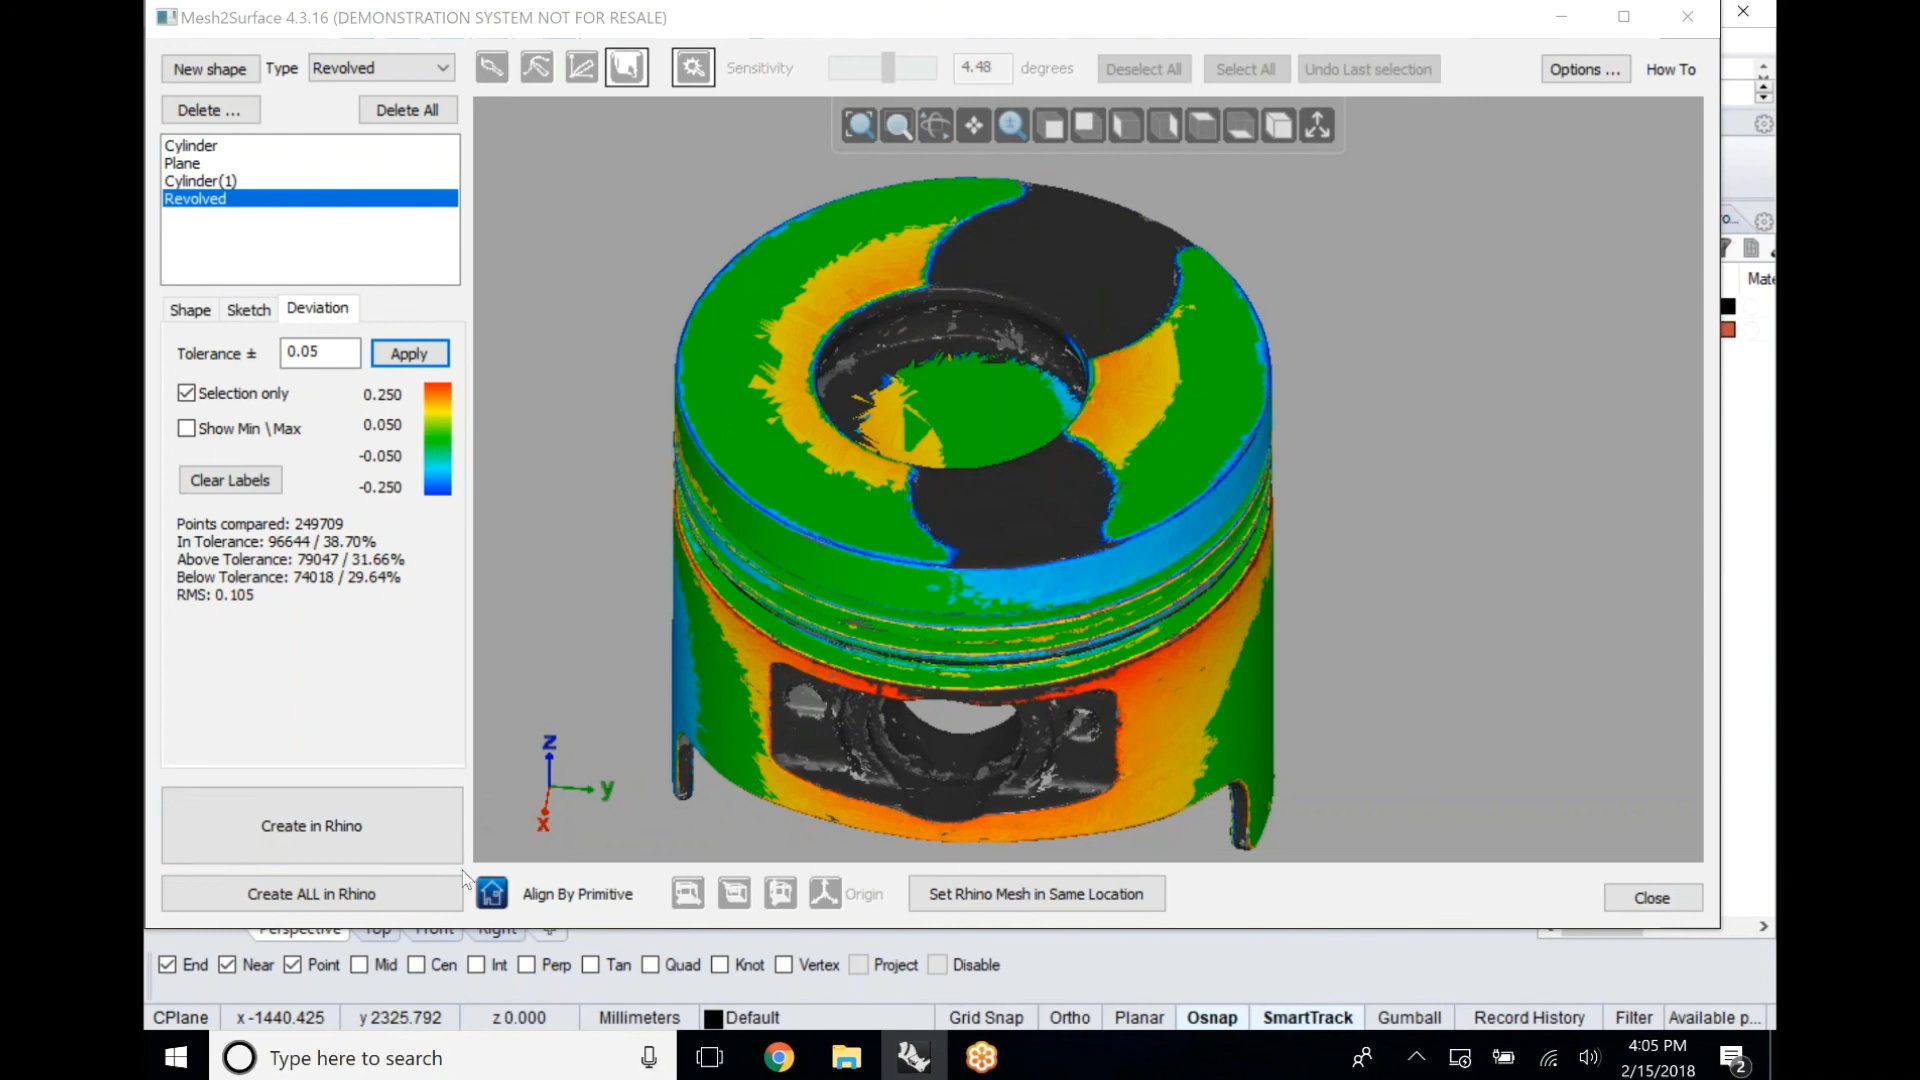 Mesh2Surface 4.3.16 (DEMONSTRATION SYSTEM NOT FOR RESALE)
New shape Type Revolved Sensitivity 4.48 degrees Deselect All Select All Undo Last selection Options ... How To
Delete ... Delete All
Cylinder
Plane
Cylinder(1)
Revolved
Shape Sketch Deviation
Tolerance ± 0.05 Apply
Selection only 0.250
0.050
Show Min \ Max
-0.050
Clear Labels -0.250
Points compared: 249709
In Tolerance: 96644 / 38.70%
Above Tolerance: 79047 / 31.66%
Below Tolerance: 74018 / 29.64%
RMS: 0.105
z
y
x
Create in Rhino
Create ALL in Rhino Align By Primitive Origin Set Rhino Mesh in Same Location Close
Perspective Top Front Right
End Near Point Mid Cen Int Perp Tan Quad Knot Vertex Project Disable
CPlane x -1440.425 y 2325.792 z 0.000 Millimeters Default Grid Snap Ortho Planar Osnap SmartTrack Gumball Record History Filter Available p...
Type here to search
4:05 PM
2/15/2018
2